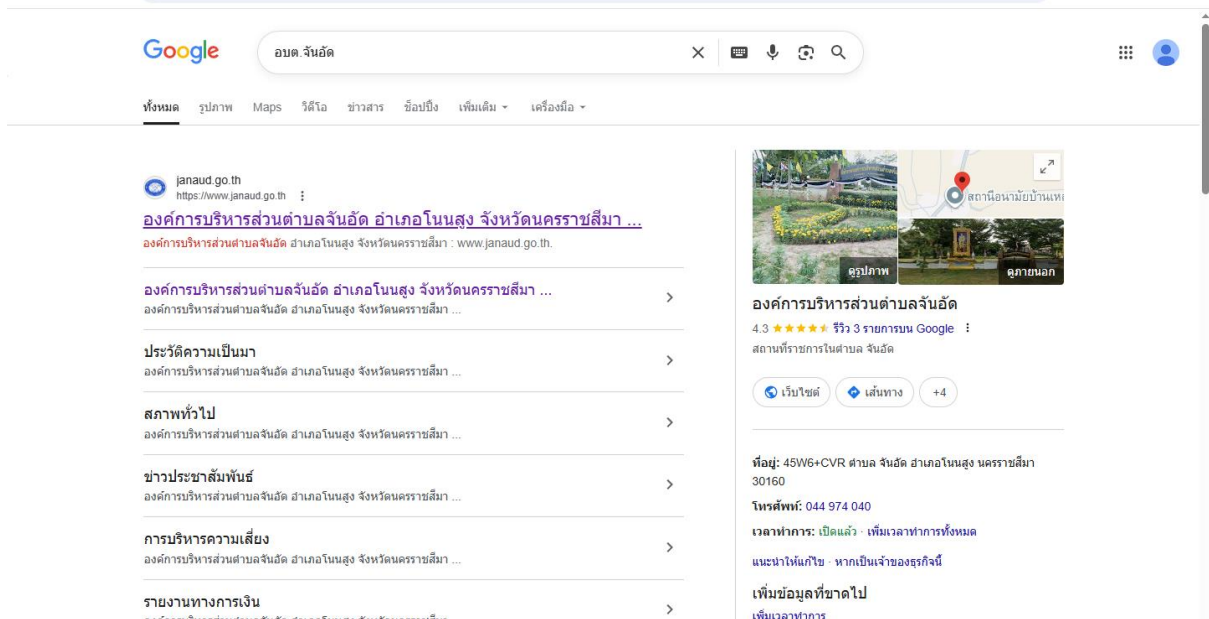 Google
อบต.จันอัด
ทั้งหมด รูปภาพ Maps วิดีโอ ข่าวสาร ช็อปปิ้ง เพิ่มเติม เครื่องมือ
janaud.go.th
https://www.janaud.go.th
องค์การบริหารส่วนตำบลจันอัด อำเภอโนนสูง จังหวัดนครราชสีมา ...
องค์การบริหารส่วนตำบลจันอัด อำเภอโนนสูง จังหวัดนครราชสีมา : www.janaud.go.th.
องค์การบริหารส่วนตำบลจันอัด อำเภอโนนสูง จังหวัดนครราชสีมา ...
องค์การบริหารส่วนตำบลจันอัด อำเภอโนนสูง จังหวัดนครราชสีมา ...
ประวัติความเป็นมา
องค์การบริหารส่วนตำบลจันอัด อำเภอโนนสูง จังหวัดนครราชสีมา ...
สภาพทั่วไป
องค์การบริหารส่วนตำบลจันอัด อำเภอโนนสูง จังหวัดนครราชสีมา ...
ข่าวประชาสัมพันธ์
องค์การบริหารส่วนตำบลจันอัด อำเภอโนนสูง จังหวัดนครราชสีมา ...
การบริหารความเสี่ยง
องค์การบริหารส่วนตำบลจันอัด อำเภอโนนสูง จังหวัดนครราชสีมา ...
รายงานทางการเงิน
สถานีอนามัยบ้านเหล
ดูรูปภาพ
ดูภายนอก
องค์การบริหารส่วนตำบลจันอัด
4.3 รีวิว 3 รายการบน Google
สถานที่ราชการในตำบล จันอัด
เว็บไซต์ เส้นทาง +4
ที่อยู่: 45W6+CVR ตำบล จันอัด อำเภอโนนสูง นครราชสีมา
30160
โทรศัพท์: 044 974 040
เวลาทำการ: เปิดแล้ว · เพิ่มเวลาทำการทั้งหมด
แนะนำให้แก้ไข · หากเป็นเจ้าของธุรกิจนี้
เพิ่มข้อมูลที่ขาดไป
เพิ่มเวลาทำการ